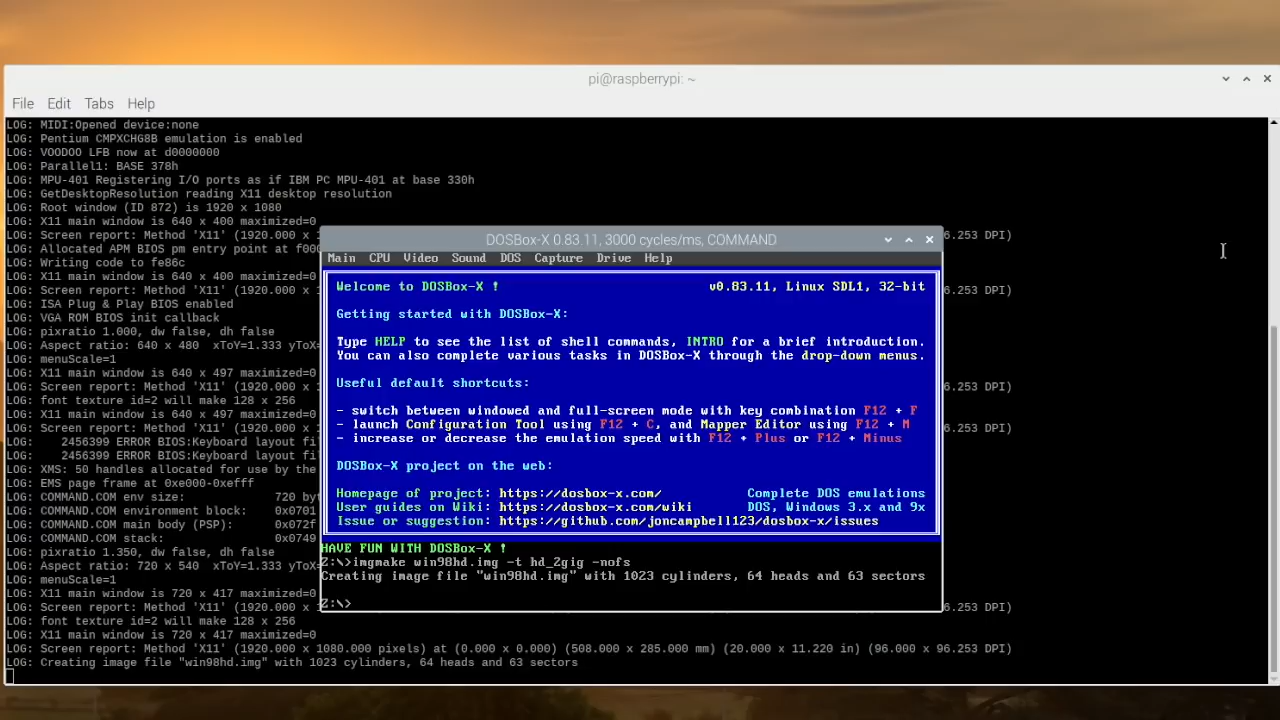 pi@raspberrypi: ~
File Edit Tabs Help
LOG: MIDI:Opened device:none
LOG: Pentium CMPXCHG8B emulation is enabled
LOG: VOODOO LFB now at d0000000
LOG: Parallel1: BASE 378h
LOG: MPU-401 Registering I/O ports as if IBM PC MPU-401 at base 330h
LOG: GetDesktopResolution reading X11 desktop resolution
LOG: Root window (ID 872) is 1920 x 1080
LOG: X11 main window is 640 x 400 maximized=0
LOG: Screen report: Method 'X11' (1920.000 x 1 6.253 DPI)
LOG: Allocated APM BIOS pm entry point at f000
LOG: Writing code to fe86c
LOG: X11 main window is 640 x 400 maximized=0
LOG: Screen report: Method 'X11' (1920.000 x 1 6.253 DPI)
LOG: ISA Plug & Play BIOS enabled
LOG: VGA ROM BIOS init callback
LOG: pixratio 1.000, dw false, dh false
LOG: Aspect ratio: 640 x 480 xToY=1.333 yToX=
LOG: menuScale=1
LOG: X11 main window is 640 x 497 maximized=0
LOG: Screen report: Method 'X11' (1920.000 x 1 6.253 DPI)
LOG: font texture id=2 will make 128 x 256
LOG: X11 main window is 640 x 497 maximized=0
LOG: Screen report: Method 'X11' (1920.000 x 1 6.253 DPI)
LOG: 2456399 ERROR BIOS:Keyboard layout fil
LOG: 2456399 ERROR BIOS:Keyboard layout fil
LOG: XMS: 50 handles allocated for use by the
LOG: EMS page frame at 0xe000-0xefff
LOG: COMMAND.COM env size: 720 byt
LOG: COMMAND.COM environment block: 0x0701
LOG: COMMAND.COM main body (PSP): 0x072f
LOG: COMMAND.COM stack: 0x0749
LOG: pixratio 1.350, dw false, dh false
LOG: Aspect ratio: 720 x 540 xToY=1.333 yToX=
LOG: menuScale=1
LOG: X11 main window is 720 x 417 maximized=0
LOG: Screen report: Method 'X11' (1920.000 x 1 6.253 DPI)
LOG: font texture id=2 will make 128 x 256
LOG: X11 main window is 720 x 417 maximized=0
LOG: Screen report: Method 'X11' (1920.000 x 1080.000 pixels) at (0.000 x 0.000) (508.000 x 285.000 mm) (20.000 x 11.220 in) (96.000 x 96.253 DPI)
LOG: Creating image file "win98hd.img" with 1023 cylinders, 64 heads and 63 sectors
DOSBox-X 0.83.11, 3000 cycles/ms, COMMAND
Main CPU Video Sound DOS Capture Drive Help
Welcome to DOSBox-X ! v0.83.11, Linux SDL1, 32-bit
Getting started with DOSBox-X:
Type HELP to see the list of shell commands, INTRO for a brief introduction.
You can also complete various tasks in DOSBox-X through the drop-down menus.
Useful default shortcuts:
- switch between windowed and full-screen mode with key combination F12 + F
- launch Configuration Tool using F12 + C, and Mapper Editor using F12 + M
- increase or decrease the emulation speed with F12 + Plus or F12 + Minus
DOSBox-X project on the web:
Homepage of project: https://dosbox-x.com/ Complete DOS emulations
User guides on Wiki: https://dosbox-x.com/wiki DOS, Windows 3.x and 9x
Issue or suggestion: https://github.com/joncampbell123/dosbox-x/issues
HAVE FUN WITH DOSBox-X !
Z:\>imgmake win98hd.img -t hd_2gig -nofs
Creating image file "win98hd.img" with 1023 cylinders, 64 heads and 63 sectors
Z:\>